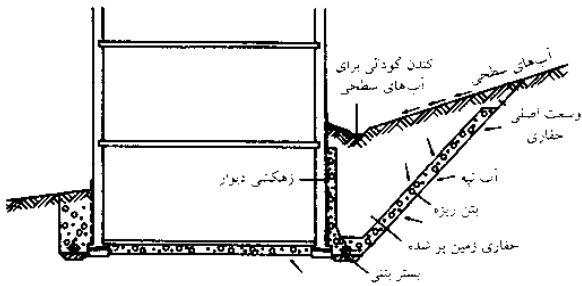 آب‌های سطحی
کندن گودالی برای
آب‌های سطحی
وسعت اصلی
حفاری
زهکشی دیوار
آب تپه
بتن ریزه
حفاری زمین پر شده
بستر بتنی